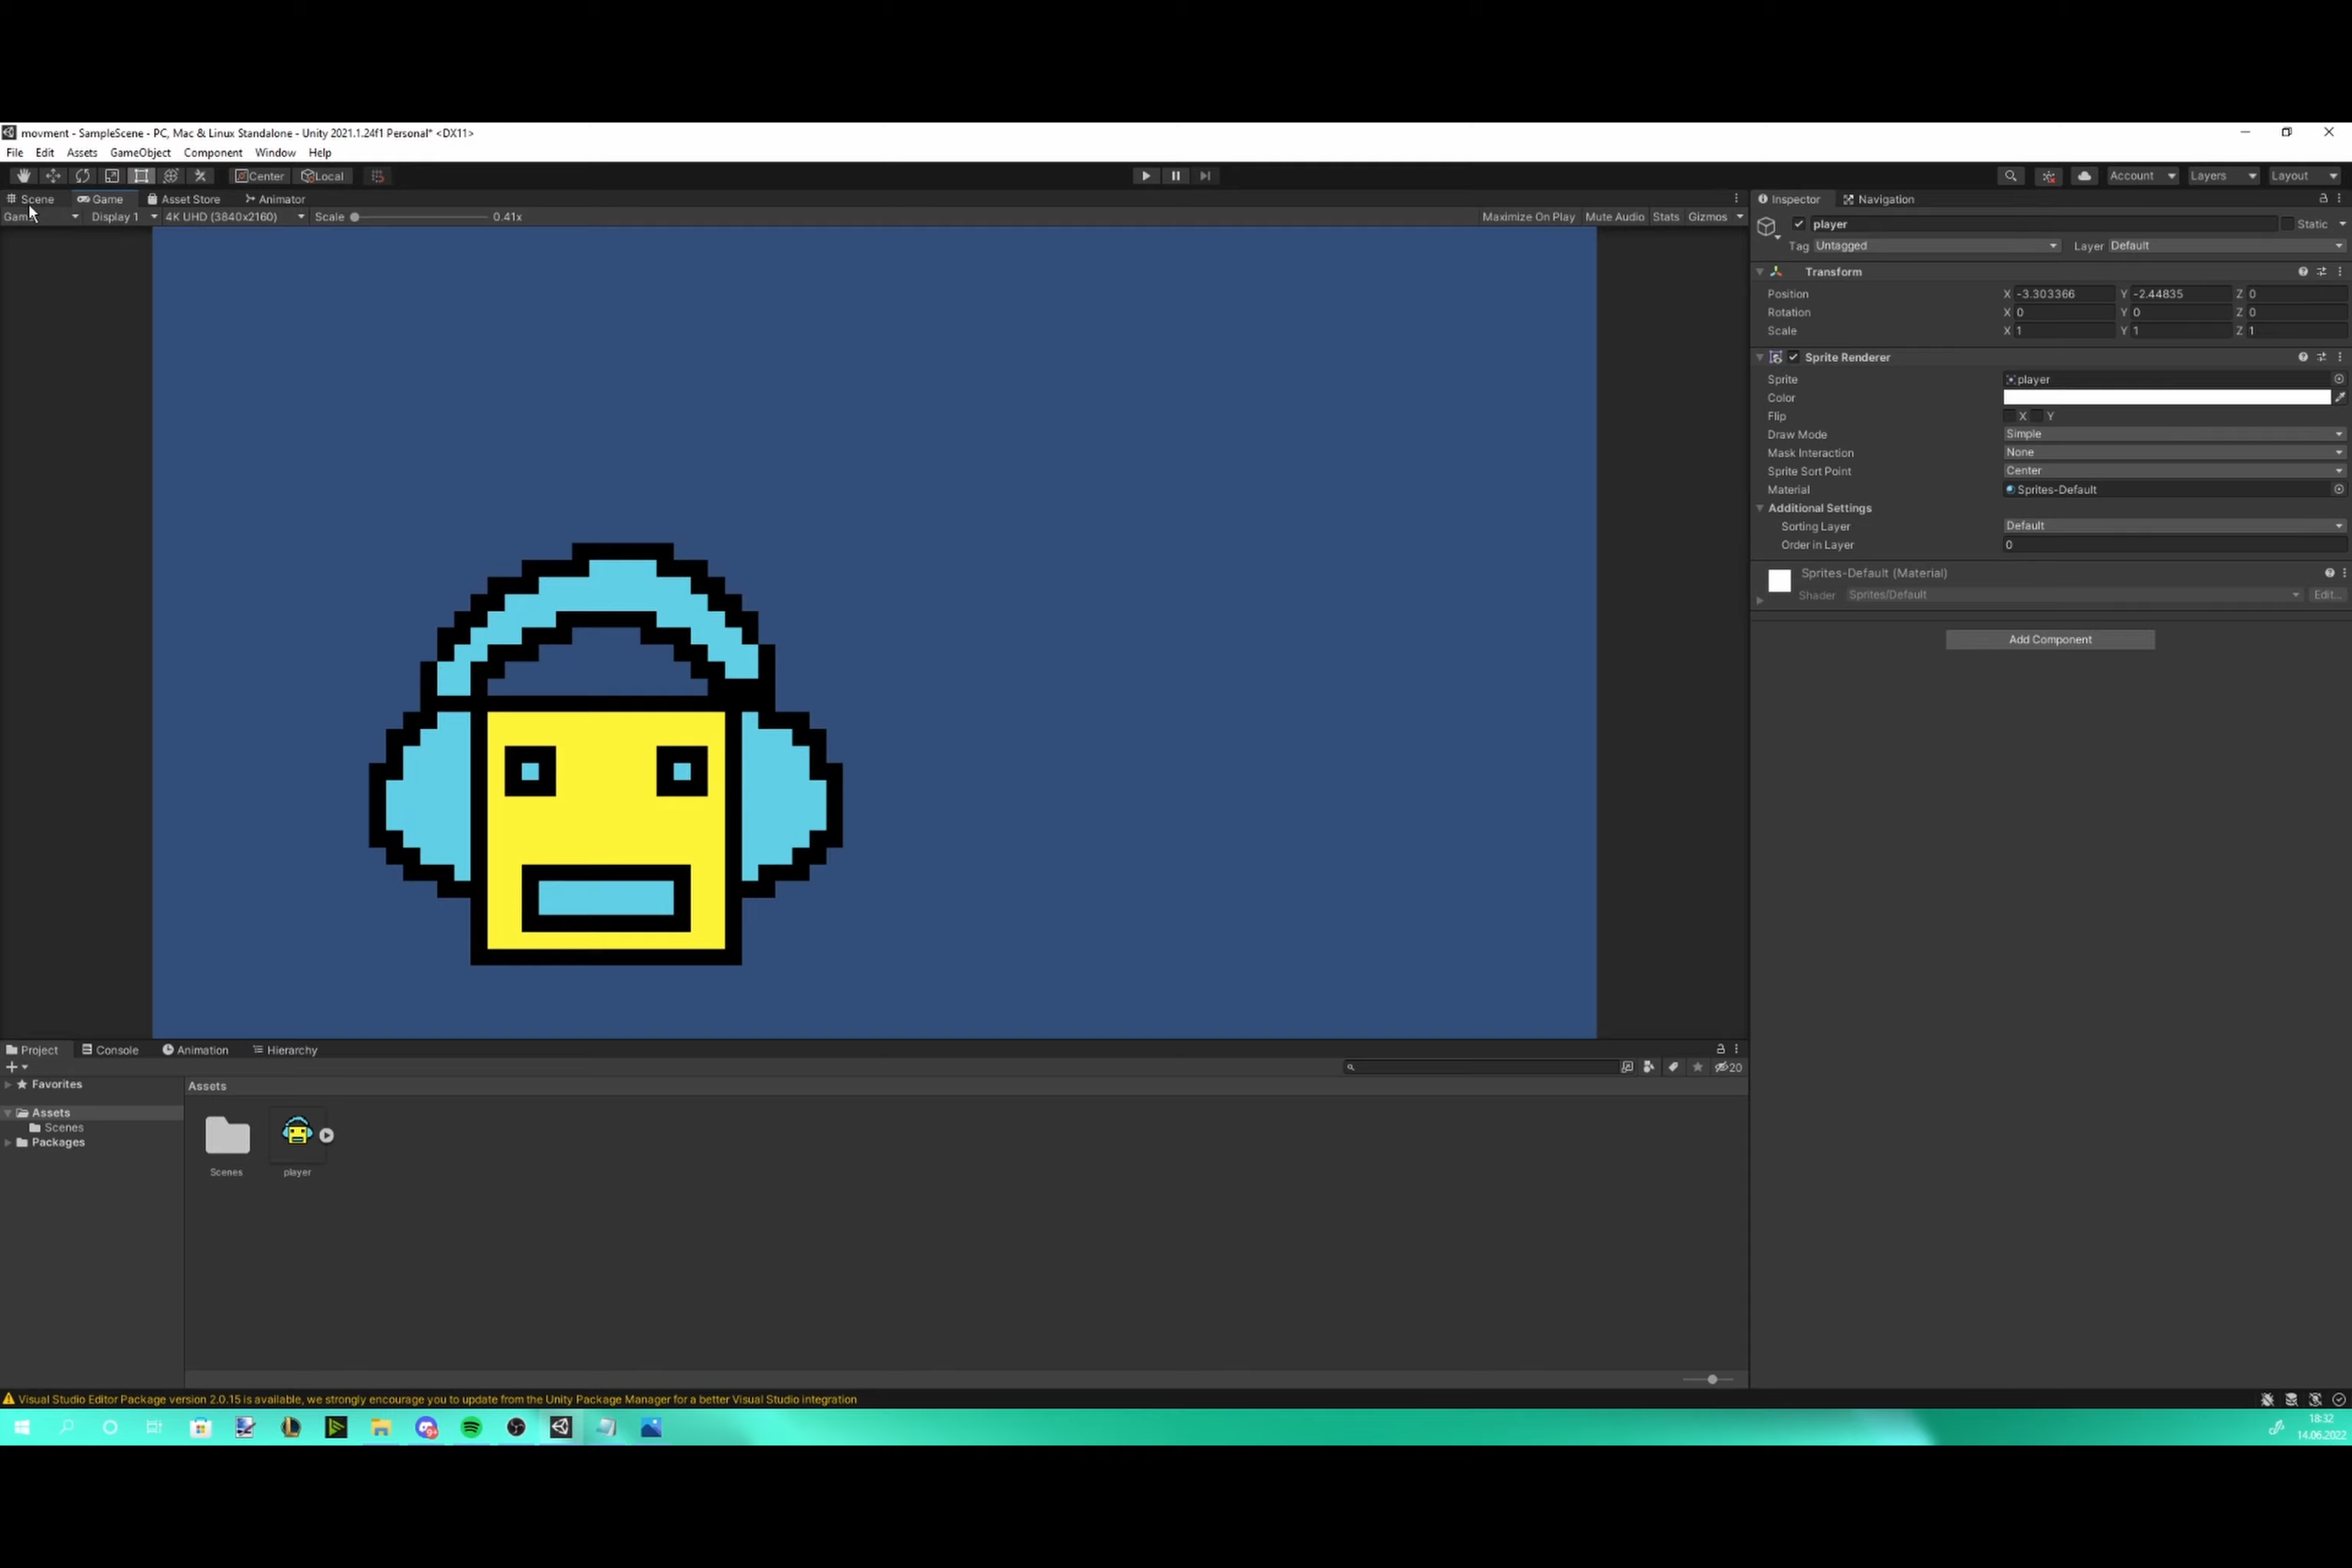 movment - SampleScene - PC, Mac & Linux Standalone - Unity 2021.1.24f1 Personal* <DX11>
File Edit Assets GameObject Component Window Help
Center Local Account Layers Layout
Scene Game Asset Store Animator
Display 1 4K UHD (3840x2160) Scale 0.41x Maximize On Play Mute Audio Stats Gizmos
Inspector Navigation
player Static
Tag Untagged Layer Default
Transform
Position X -3.303366 Y -2.44835 Z 0
Rotation X 0 Y 0 Z 0
Scale X 1 Y 1 Z 1
Sprite Renderer
Sprite player
Color
Flip X Y
Draw Mode Simple
Mask Interaction None
Sprite Sort Point Center
Material Sprites-Default
Additional Settings
Sorting Layer Default
Order in Layer 0
Sprites-Default (Material)
Shader Sprites/Default Edit...
Add Component
Project Console Animation Hierarchy
20
Favorites
Assets
Scenes
Packages
Assets
Scenes player
Visual Studio Editor Package version 2.0.15 is available, we strongly encourage you to update from the Unity Package Manager for a better Visual Studio integration
18:32
14.06.2022